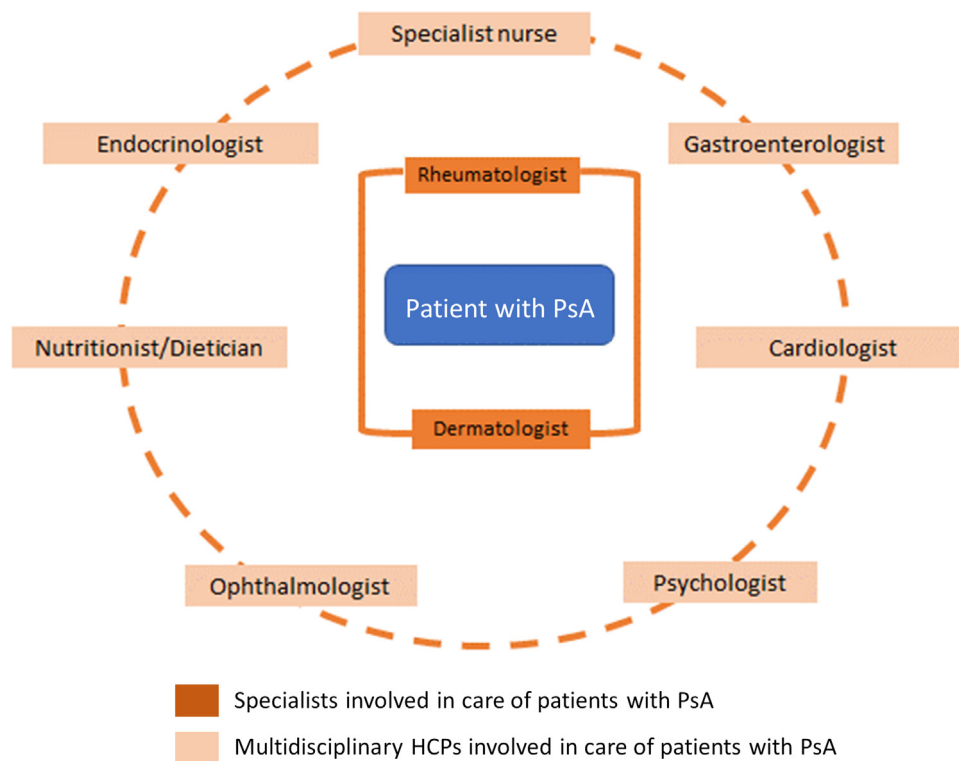 Specialist nurse
Endocrinologist
Gastroenterologist
Rheumatologist
Patient with PsA
Nutritionist/Dietician
Cardiologist
Dermatologist
Ophthalmologist
Psychologist
Specialists involved in care of patients with PsA
Multidisciplinary HCPs involved in care of patients with PsA